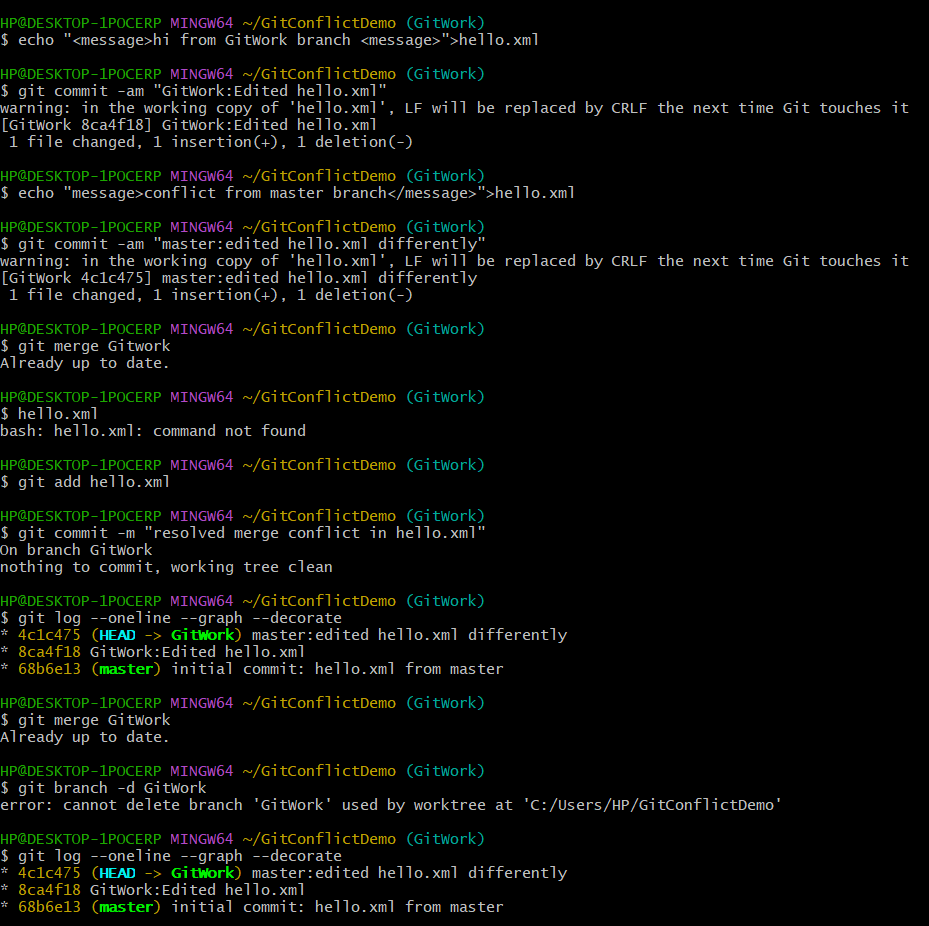 HP@DESKTOP-1POCERP MINGW64 ~/GitConflictDemo (GitWork)
$ echo "<message>hi from GitWork branch <message>">hello.xml
HP@DESKTOP-1POCERP MINGW64 ~/GitConflictDemo (GitWork)
$ git commit -am "GitWork:Edited hello.xml"
warning: in the working copy of 'hello.xml', LF will be replaced by CRLF the next time Git touches it
[GitWork 8ca4f18] GitWork:Edited hello.xml
 1 file changed, 1 insertion(+), 1 deletion(-)
HP@DESKTOP-1POCERP MINGW64 ~/GitConflictDemo (GitWork)
$ echo "message>conflict from master branch</message>">hello.xml
HP@DESKTOP-1POCERP MINGW64 ~/GitConflictDemo (GitWork)
$ git commit -am "master:edited hello.xml differently"
warning: in the working copy of 'hello.xml', LF will be replaced by CRLF the next time Git touches it
[GitWork 4c1c475] master:edited hello.xml differently
 1 file changed, 1 insertion(+), 1 deletion(-)
HP@DESKTOP-1POCERP MINGW64 ~/GitConflictDemo (GitWork)
$ git merge Gitwork
Already up to date.
HP@DESKTOP-1POCERP MINGW64 ~/GitConflictDemo (GitWork)
$ hello.xml
bash: hello.xml: command not found
HP@DESKTOP-1POCERP MINGW64 ~/GitConflictDemo (GitWork)
$ git add hello.xml
HP@DESKTOP-1POCERP MINGW64 ~/GitConflictDemo (GitWork)
$ git commit -m "resolved merge conflict in hello.xml"
On branch GitWork
nothing to commit, working tree clean
HP@DESKTOP-1POCERP MINGW64 ~/GitConflictDemo (GitWork)
$ git log --oneline --graph --decorate
* 4c1c475 (HEAD -> GitWork) master:edited hello.xml differently
* 8ca4f18 GitWork:Edited hello.xml
* 68b6e13 (master) initial commit: hello.xml from master
HP@DESKTOP-1POCERP MINGW64 ~/GitConflictDemo (GitWork)
$ git merge GitWork
Already up to date.
HP@DESKTOP-1POCERP MINGW64 ~/GitConflictDemo (GitWork)
$ git branch -d GitWork
error: cannot delete branch 'GitWork' used by worktree at 'C:/Users/HP/GitConflictDemo'
HP@DESKTOP-1POCERP MINGW64 ~/GitConflictDemo (GitWork)
$ git log --oneline --graph --decorate
* 4c1c475 (HEAD -> GitWork) master:edited hello.xml differently
* 8ca4f18 GitWork:Edited hello.xml
* 68b6e13 (master) initial commit: hello.xml from master